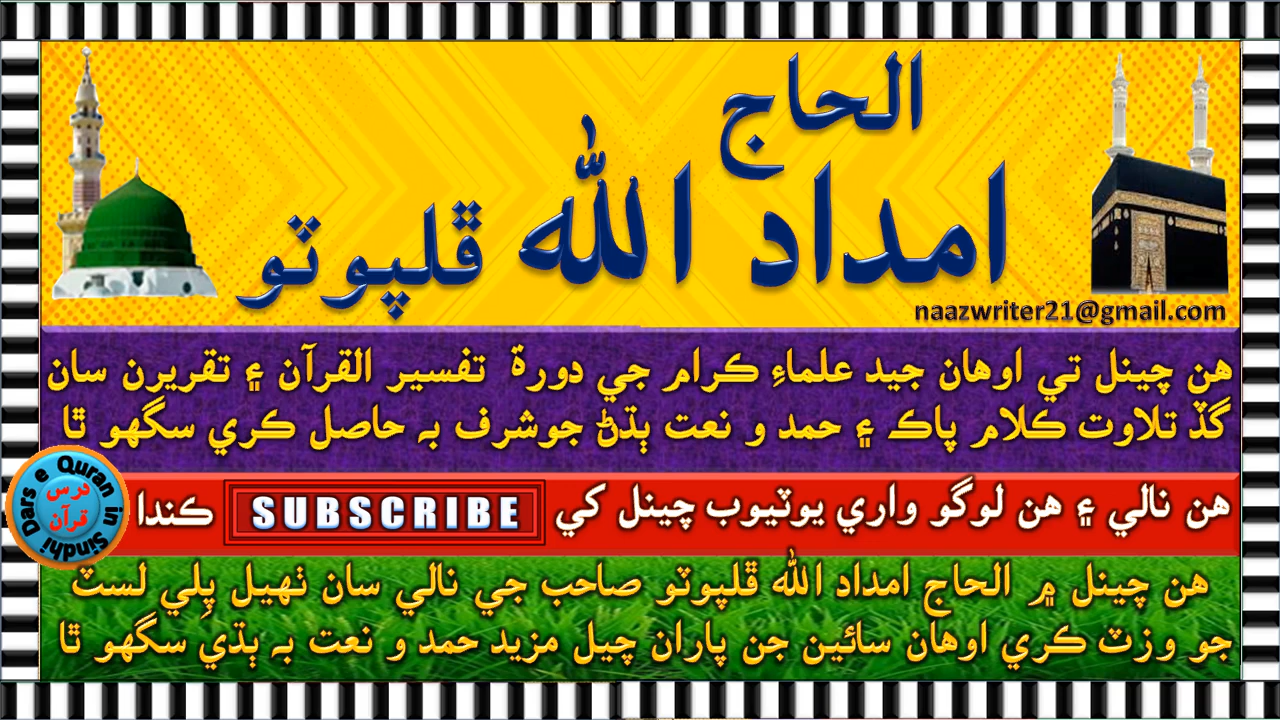 الحاج
امداد الله ڦلپوٽو
naazwriter21@gmail.com
هن چينل تي اوهان جيد علماءِ ڪرام جي دورة تفسير القرآن ۽ تقريرن سان
گڏ تلاوت ڪلام پاڪ ۽ حمد و نعت ٻڌڻ جوشرف به حاصل ڪري سگهو ٿا
هن نالي ۽ هن لوگو واري يوٽيوب چينل کي SUBSCRIBE ڪندا
Dars e Quran in Sindhi
درس
قرآن
هن چينل ۾ الحاج امداد الله ڦلپوٽو صاحب جي نالي سان ٺهيل پِلي لسٽ
جو وزٽ ڪري اوهان سائين جن پاران چيل مزيد حمد و نعت به ٻڌي سگهو ٿا